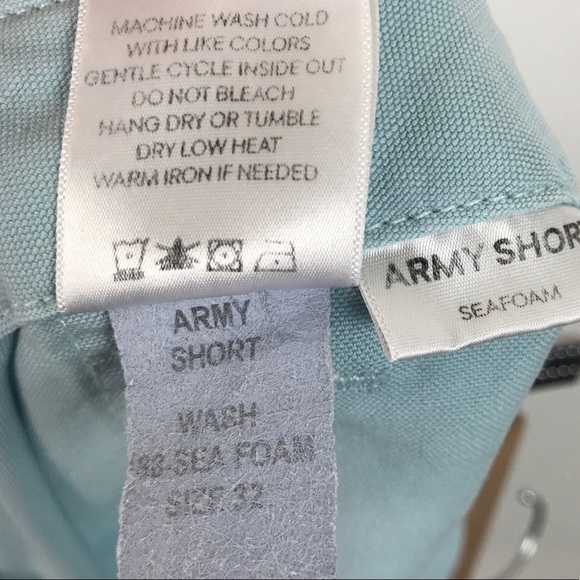 MACHINE WASH COLD
WITH LIKE COLORS
GENTLE CYCLE INSIDE OUT
DO NOT BLEACH
HANG DRY OR TUMBLE
DRY LOW HEAT
WARM IRON IF NEEDED
ARMY SHORT
SEAFOAM
ARMY
SHORT
WASH
-SEA FOAM
SIZE 32